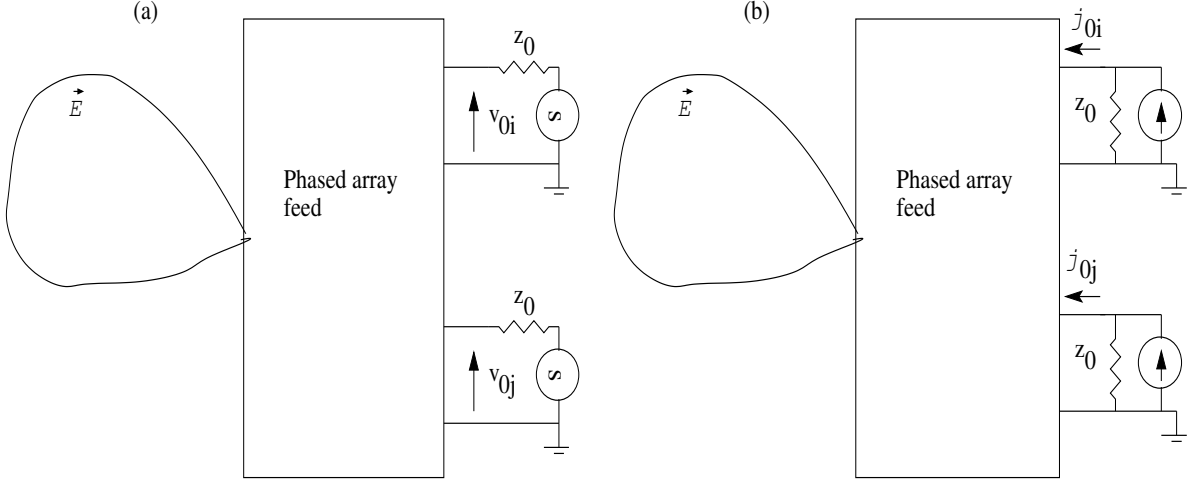 (a)
z0
E
v0i
s
Phased array
feed
z0
v0j
s
(b)
j0i
z0
E
Phased array
feed
j0j
z0